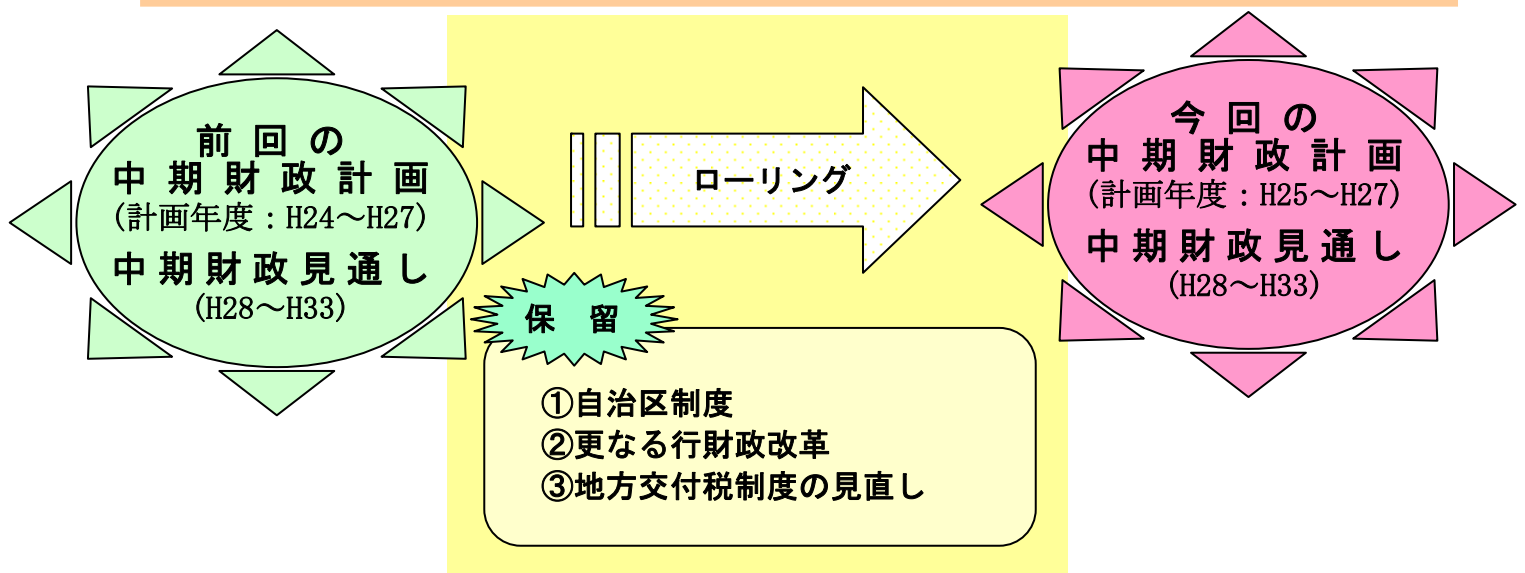 前回の
中期財政計画
(計画年度：H24～H27)
中期財政見通し
(H28～H33)
ローリング
今回の
中期財政計画
(計画年度：H25～H27)
中期財政見通し
(H28～H33)
保　留
①自治区制度
②更なる行財政改革
③地方交付税制度の見直し